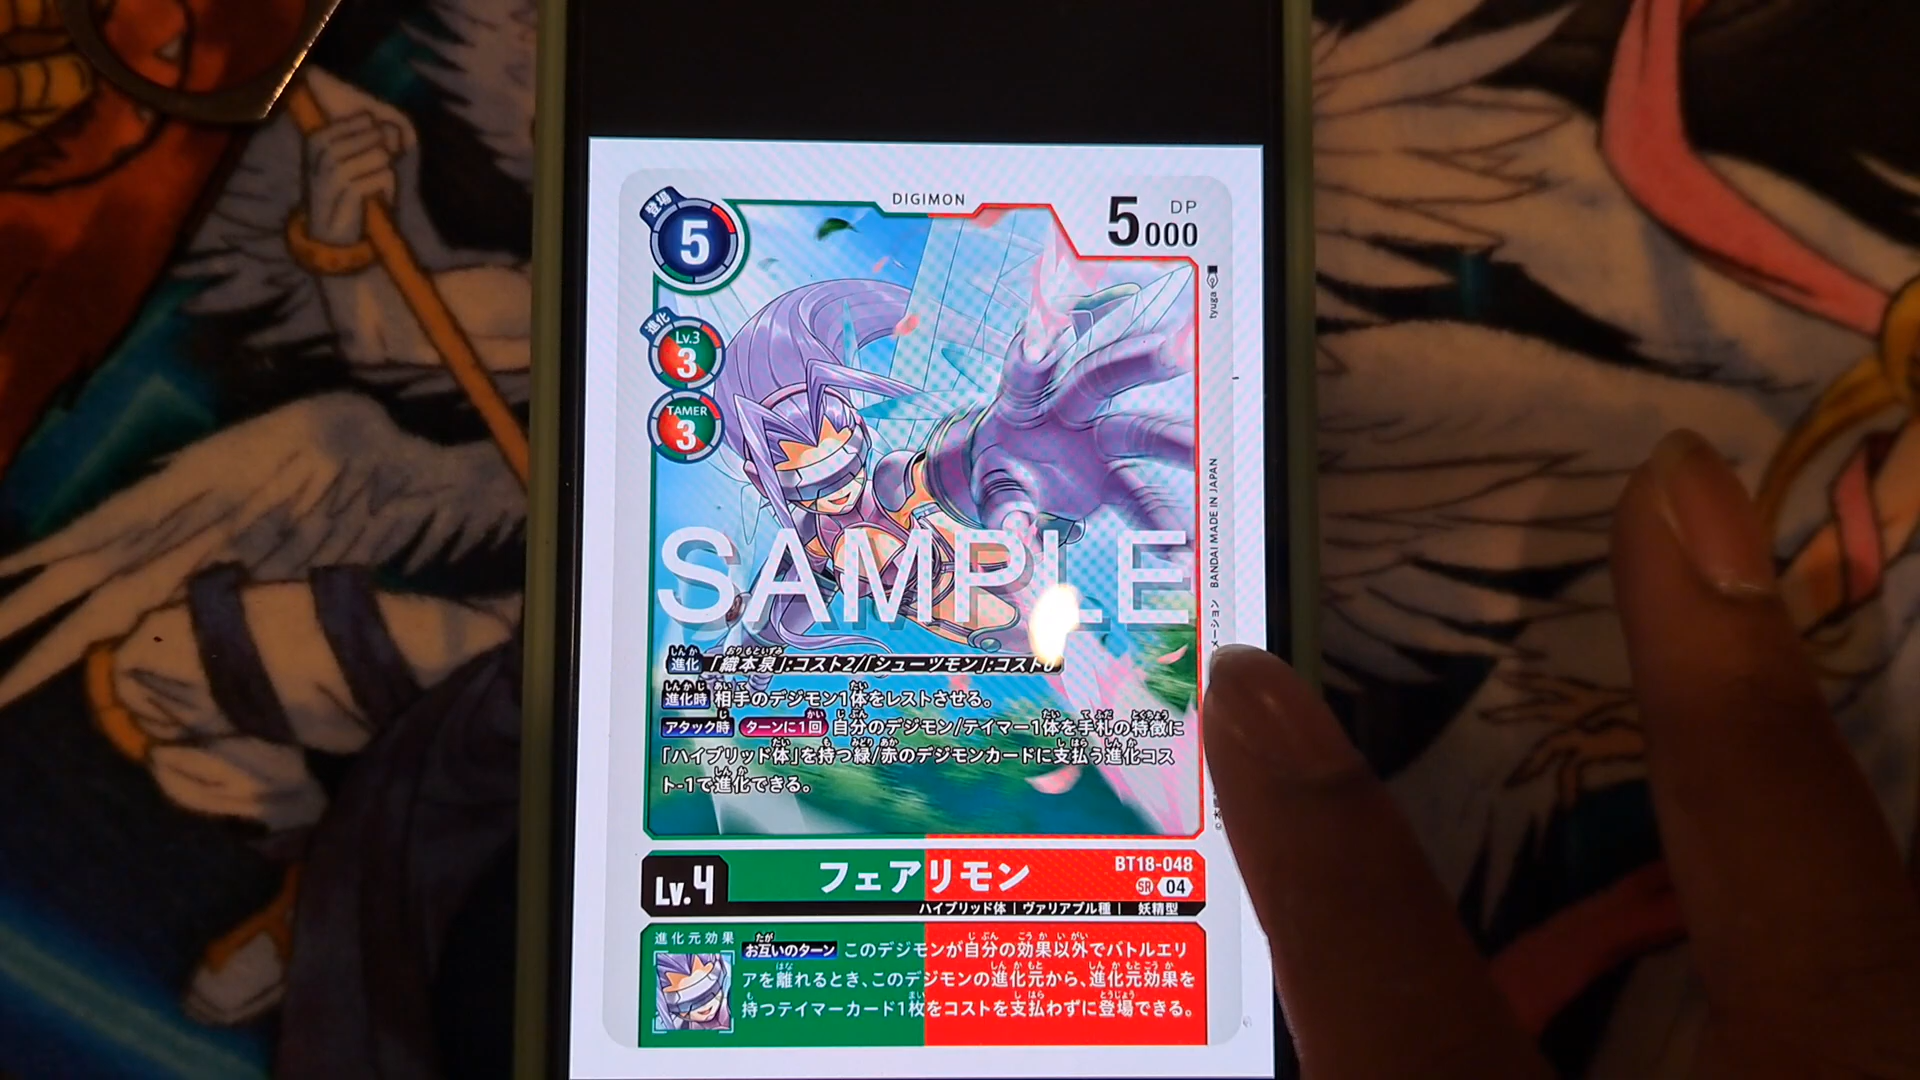 DIGIMON
登場
5
5000
DP
進化
Lv.3
3
TAMER
3
tyuga
BANDAI MADE IN JAPAN
SAMPLE
進化 「織本泉」:コスト2/「シューツモン」:コスト0
進化時 相手のデジモン1体をレストさせる。
アタック時 ターンに1回 自分のデジモン/テイマー1体を手札の特徴に
「ハイブリッド体」を持つ緑/赤のデジモンカードに支払う進化コス
ト-1で進化できる。
Lv.4
フェアリモン
BT18-048
SR 04
ハイブリッド体 | ヴァリアブル種 | 妖精型
進化元効果
お互いのターン このデジモンが自分の効果以外でバトルエリ
アを離れるとき、このデジモンの進化元から、進化元効果を
持つテイマーカード1枚をコストを支払わずに登場できる。